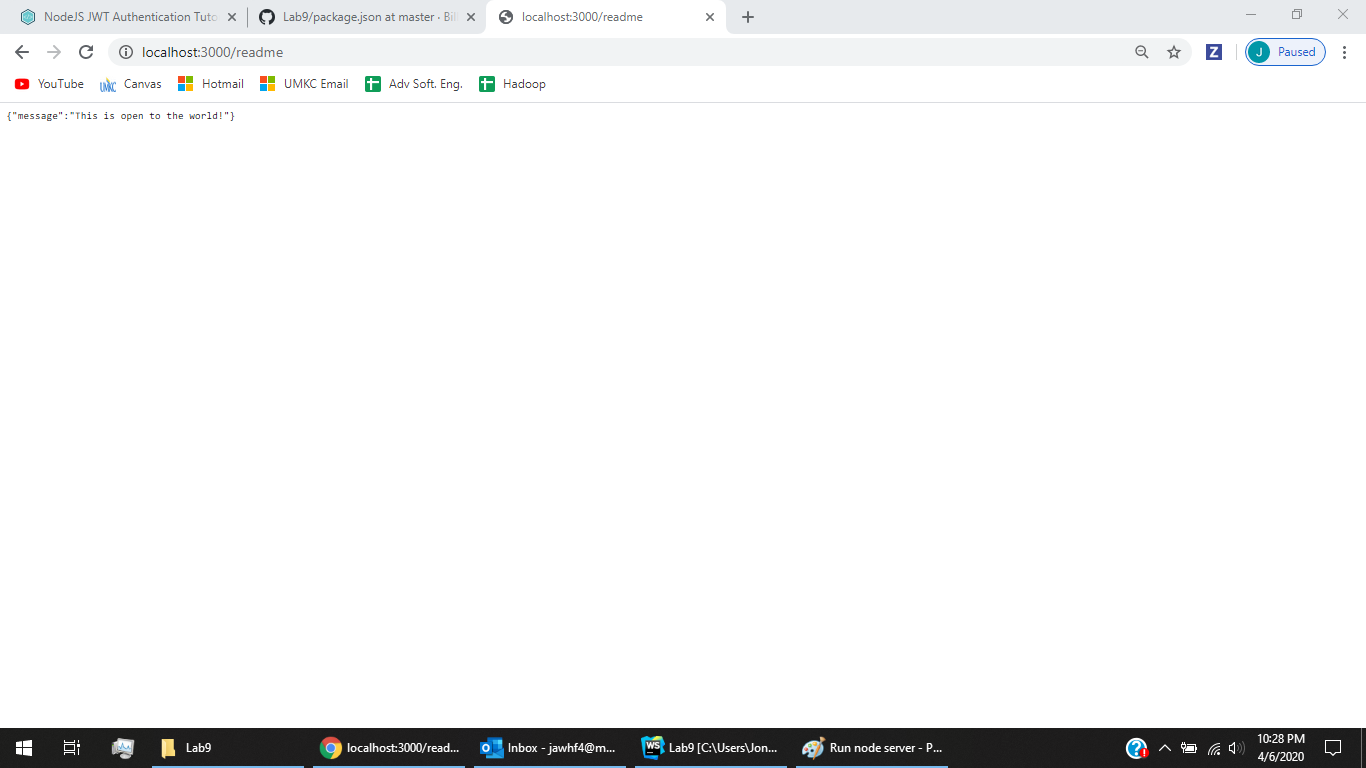 NodeJS JWT Authentication Tuto
Lab9/package.json at master · Bi
localhost:3000/readme
localhost:3000/readme
Z
J Paused
YouTube
UMKC Canvas
Hotmail
UMKC Email
Adv Soft. Eng.
Hadoop
{"message":"This is open to the world!"}
Lab9
localhost:3000/read...
Inbox - jawhf4@m...
WS Lab9 [C:\Users\Jon...
Run node server - P...
10:28 PM
4/6/2020